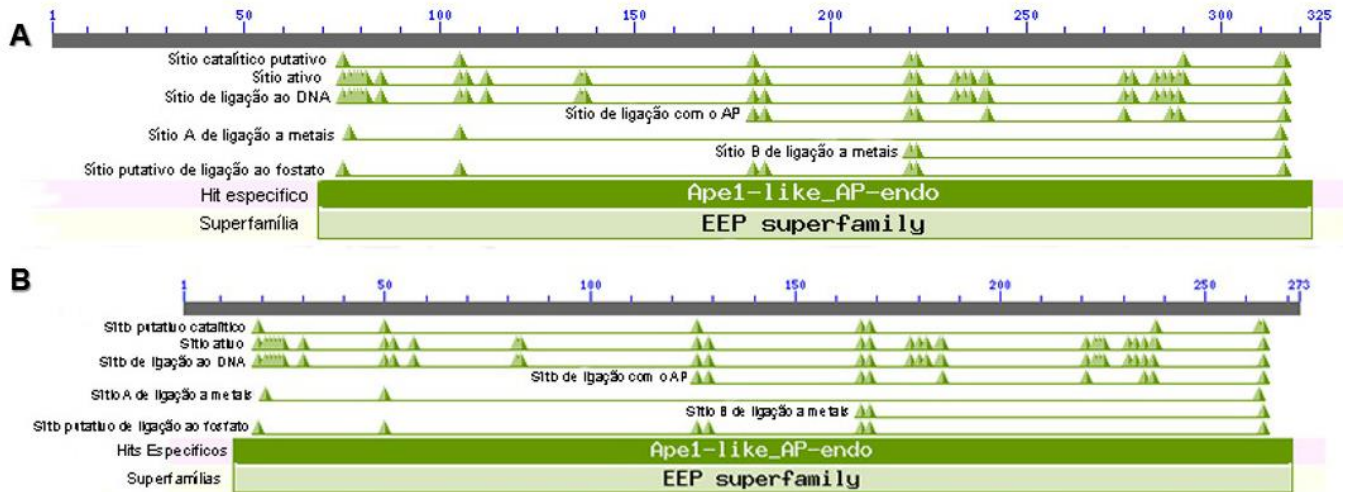 1 50 100 150 200 250 300 325
A
Sítio catalítico putativo
Sítio ativo
Sítio de ligação ao DNA
Sítio de ligação com o AP
Sítio A de ligação a metais
Sítio B de ligação a metais
Sítio putativo de ligação ao fostato
Hit especifico Ape1-like_AP-endo
Superfamília EEP superfamily
B
1 50 100 150 200 250 273
Sítio putativo catalítico
Sítio ativo
Sítio de ligação ao DNA
Sítio de ligação com o AP
Sítio A de ligação a metais
Sítio B de ligação a metais
Sítio putativo de ligação ao fosfato
Hits Específicos Ape1-like_AP-endo
Superfamílias EEP superfamily